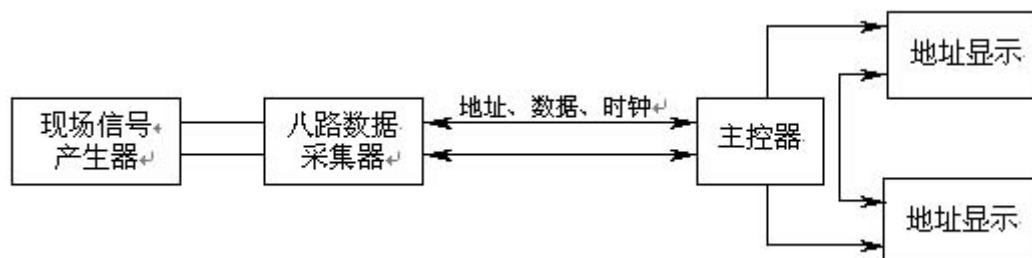 现场信号
产生器
八路数据
采集器
地址、数据、时钟
主控器
地址显示
地址显示